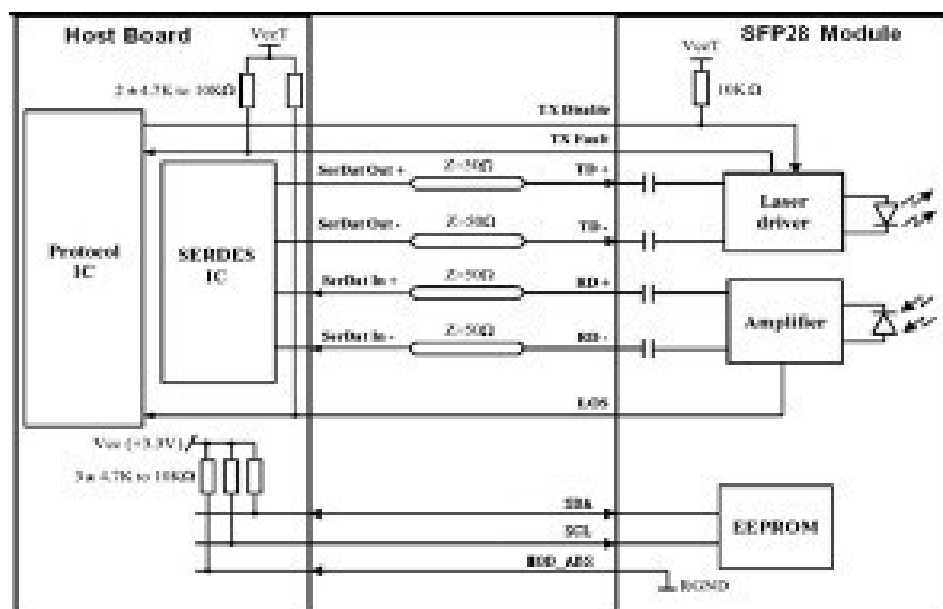 Host Board
SFP28 Module
VccT
VccT
2 x 4.7K to 10KΩ
10KΩ
TX Disable
TX Fault
SerDat Out +
Z=50Ω
TD +
SerDat Out -
Z=50Ω
TD -
Laser
driver
Protocol
IC
SERDES
IC
SerDat In +
Z=50Ω
RD +
SerDat In -
Z=50Ω
RD -
Amplifier
LOS
Vcc (+3.3V)
3 x 4.7K to 10KΩ
SDA
SCL
MOD_ABS
EEPROM
RGND